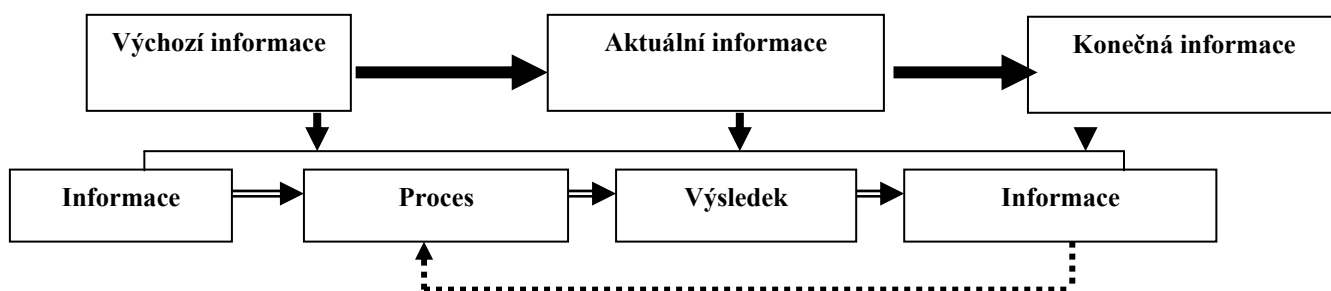 Výchozí informace
Aktuální informace
Konečná informace
Informace
Proces
Výsledek
Informace